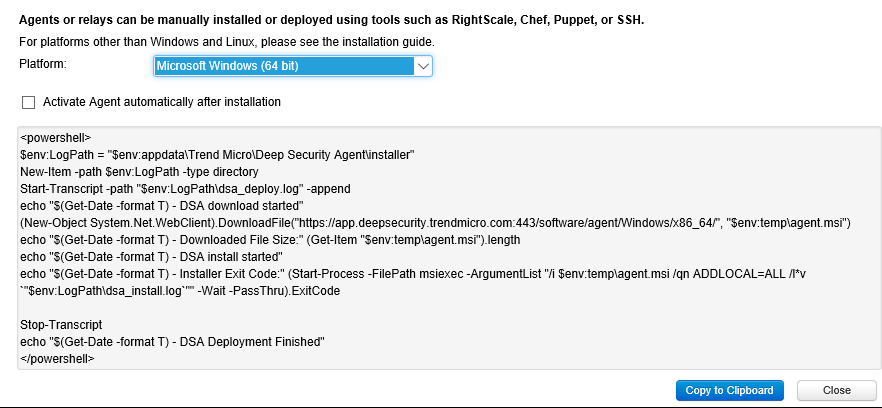 Agents or relays can be manually installed or deployed using tools such as RightScale, Chef, Puppet, or SSH.
For platforms other than Windows and Linux, please see the installation guide.
Platform: Microsoft Windows (64 bit)
Activate Agent automatically after installation
<powershell>
$env:LogPath = "$env:appdata\Trend Micro\Deep Security Agent\installer"
New-Item -path $env:LogPath -type directory
Start-Transcript -path "$env:LogPath\dsa_deploy.log" -append
echo "$(Get-Date -format T) - DSA download started"
(New-Object System.Net.WebClient).DownloadFile("https://app.deepsecurity.trendmicro.com:443/software/agent/Windows/x86_64/", "$env:temp\agent.msi")
echo "$(Get-Date -format T) - Downloaded File Size:" (Get-Item "$env:temp\agent.msi").length
echo "$(Get-Date -format T) - DSA install started"
echo "$(Get-Date -format T) - Installer Exit Code:" (Start-Process -FilePath msiexec -ArgumentList "/i $env:temp\agent.msi /qn ADDLOCAL=ALL /l*v
`"$env:LogPath\dsa_install.log`"" -Wait -PassThru).ExitCode
Stop-Transcript
echo "$(Get-Date -format T) - DSA Deployment Finished"
</powershell>
Copy to Clipboard Close